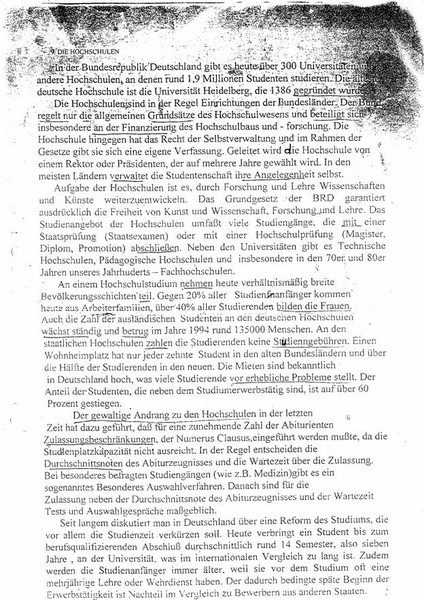 9. DIE HOCHSCHULEN
In der Bundesrepublik Deutschland gibt es heute über 300 Universitäten und
andere Hochschulen, an denen rund 1,9 Millionen Studenten studieren. Die älteste
deutsche Hochschule ist die Universität Heidelberg, die 1386 gegründet wurde.
Die Hochschulen sind in der Regel Einrichtungen der Bundesländer. Der Bund
regelt nur die allgemeinen Grundsätze des Hochschulwesens und beteiligt sich
insbesondere an der Finanzierung des Hochschulbaus und - forschung. Die
Hochschule hingegen hat das Recht der Selbstverwaltung und im Rahmen der
Gesetze gibt sie sich eine eigene Verfassung. Geleitet wird die Hochschule von
einem Rektor oder Präsidenten, der auf mehrere Jahre gewählt wird. In den
meisten Ländern verwaltet die Studentenschaft ihre Angelegenheit selbst.
Aufgabe der Hochschulen ist es, durch Forschung und Lehre Wissenschaften
und Künste weiterzuentwickeln. Das Grundgesetz der BRD garantiert
ausdrücklich die Freiheit von Kunst und Wissenschaft, Forschung und Lehre. Das
Studienangebot der Hochschulen umfaßt viele Studiengänge, die mit einer
Staatsprüfung (Staatsexamen) oder mit einer Hochschulprüfung (Magister,
Diplom, Promotion) abschließen. Neben den Universitäten gibt es Technische
Hochschulen, Pädagogische Hochschulen und insbesondere in den 70er und 80er
Jahren unseres Jahrhuderts – Fachhochschulen.
An einem Hochschulstudium nehmen heute verhältnismäßig breite
Bevölkerungsschichten teil. Gegen 20% aller Studienanfänger kommen
heute aus Arbeiterfamilien, über 40% aller Studierenden bilden die Frauen.
Auch die Zahl der ausländischen Studenten an den deutschen Hochschulen
wächst ständig und betrug im Jahre 1994 rund 135000 Menschen. An den
staatlichen Hochschulen zahlen die Studierenden keine Studiengebühren. Einen
Wohnheimplatz hat nur jeder zehnte Student in den alten Bundesländern und über
die Hälfte der Studierenden in den neuen. Die Mieten sind bekanntlich
in Deutschland hoch, was viele Studierende vor erhebliche Probleme stellt. Der
Anteil der Studenten, die neben dem Studium erwerbstätig sind, ist auf über 60
Prozent gestiegen.
Der gewaltige Andrang zu den Hochschulen in der letzten
Zeit hat dazu geführt, daß für eine zunehmende Zahl der Abiturienten
Zulassungsbeschränkungen, der Numerus Clausus, eingeführt werden mußte, da die
Studienplatzkapazität nicht ausreicht. In der Regel entscheiden die
Durchschnittsnoten des Abiturzeugnisses und die Wartezeit über die Zulassung.
Bei besonderes befragten Studiengängen (wie z.B. Medizin) gibt es ein
sogenanntes Besonderes Auswahlverfahren. Danach sind für die
Zulassung neben der Durchschnittsnote des Abiturzeugnisses und der Wartezeit
Tests und Auswahlgespräche maßgeblich.
Seit langem diskutiert man in Deutschland über eine Reform des Studiums, die
vor allem die Studienzeit verkürzen soll. Heute verbringt ein Student bis zum
berufsqualifizierenden Abschluß durchschnittlich rund 14 Semester, also sieben
Jahre , an der Universität, was im internationalen Vergleich zu lang ist. Zudem
werden die Studienanfänger immer älter, weil sie vor dem Studium oft eine
mehrjährige Lehre oder Wehrdienst haben. Der dadurch bedingte späte Beginn der
Erwerbstätigkeit ist Nachteil im Vergleich zu Bewerbern aus anderen Staaten.